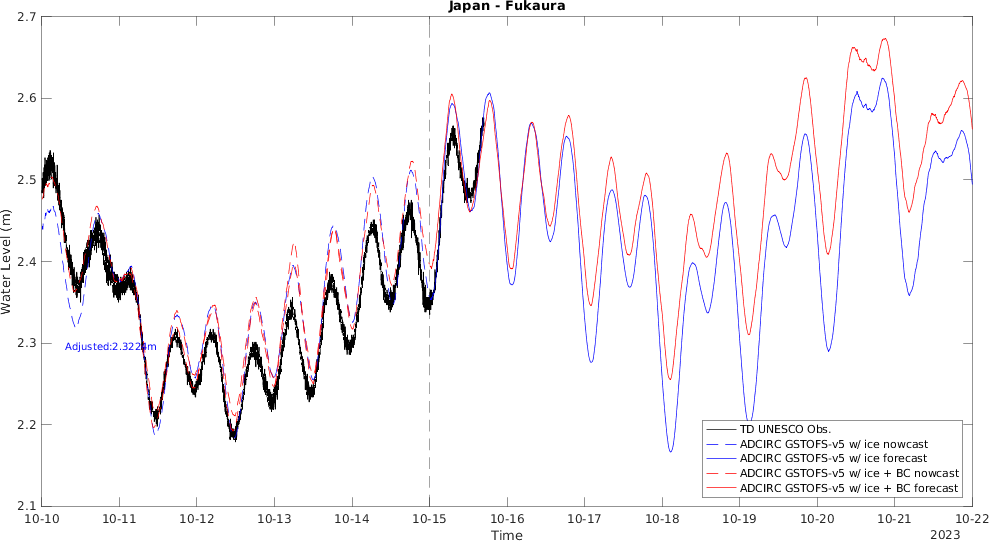 Japan - Fukaura
Water Level (m)
2.7
2.6
2.5
2.4
2.3
2.2
2.1
Adjusted:2.3224m
TD UNESCO Obs.
ADCIRC GSTOFS-v5 w/ ice nowcast
ADCIRC GSTOFS-v5 w/ ice forecast
ADCIRC GSTOFS-v5 w/ ice + BC nowcast
ADCIRC GSTOFS-v5 w/ ice + BC forecast
10-10 10-11 10-12 10-13 10-14 10-15 10-16 10-17 10-18 10-19 10-20 10-21 10-22
Time
2023